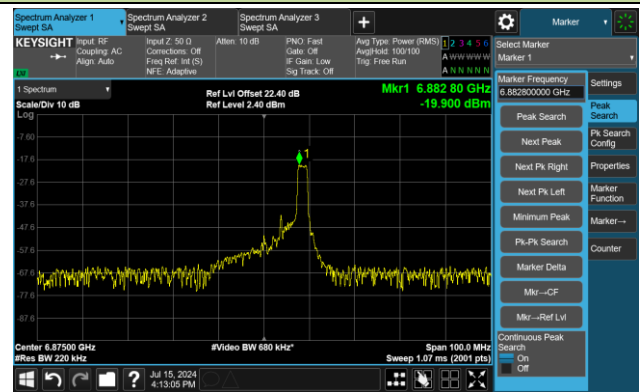 Spectrum Analyzer 1
Swept SA
Spectrum Analyzer 2
Swept SA
Spectrum Analyzer 3
Swept SA
Marker
KEYSIGHT
Input: RF
Coupling: AC
Align: Auto
Input Z: 50 Ω
Corrections: Off
Freq Ref: Int (S)
NFE: Adaptive
Atten: 10 dB
PNO: Fast
Gate: Off
IF Gain: Low
Sig Track: Off
Avg Type: Power (RMS)
Avg|Hold: 100/100
Trig: Free Run
1 2 3 4 5 6
A W W W W W
A N N N N N
LXI
Select Marker
Marker 1
1 Spectrum
Scale/Div 10 dB
Log
Ref Lvl Offset 22.40 dB
Ref Level 2.40 dBm
Mkr1 6.882 80 GHz
-19.900 dBm
1
-7.60
-17.6
-27.6
-37.6
-47.6
-57.6
-67.6
-77.6
-87.6
Center 6.87500 GHz
#Res BW 220 kHz
#Video BW 680 kHz*
Span 100.0 MHz
Sweep 1.07 ms (2001 pts)
Marker Frequency
6.882800000 GHz
Peak Search
Next Peak
Next Pk Right
Next Pk Left
Minimum Peak
Pk-Pk Search
Marker Delta
Mkr→CF
Mkr→Ref Lvl
Continuous Peak
Search
On
Off
Settings
Peak
Search
Pk Search
Config
Properties
Marker
Function
Marker→
Counter
?
Jul 15, 2024
4:13:05 PM